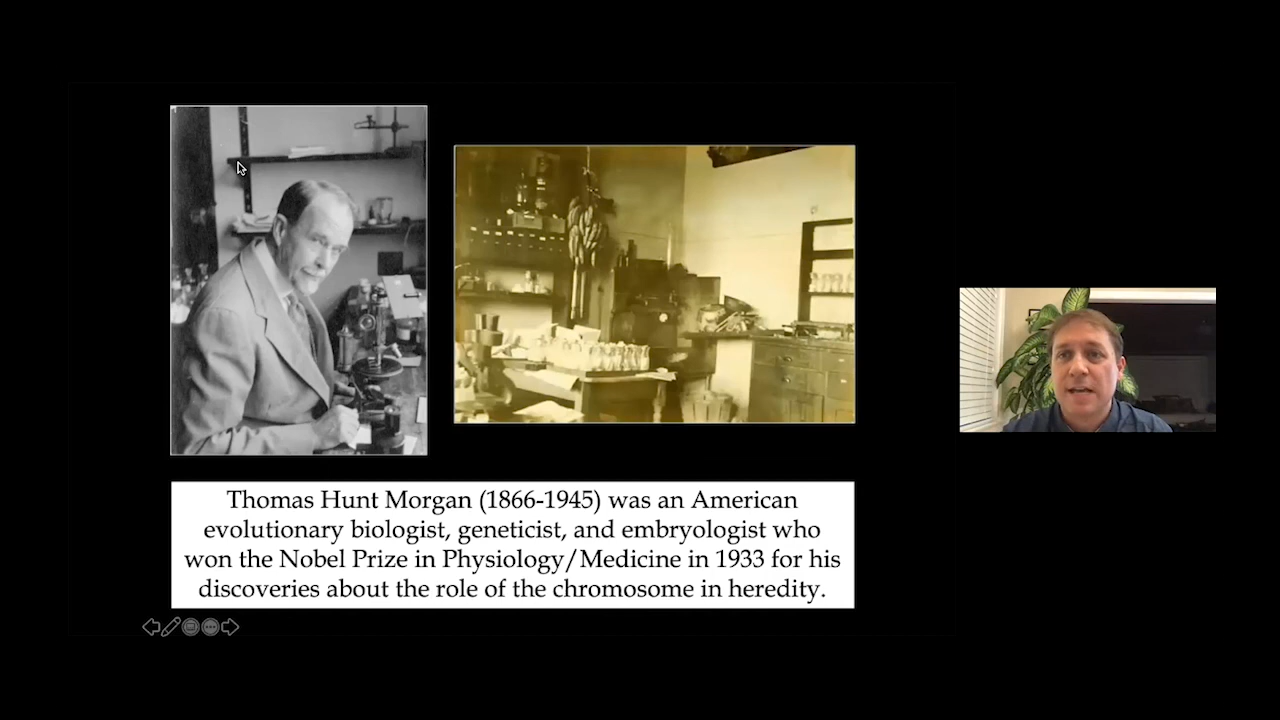 Thomas Hunt Morgan (1866-1945) was an American
evolutionary biologist, geneticist, and embryologist who
won the Nobel Prize in Physiology/Medicine in 1933 for his
discoveries about the role of the chromosome in heredity.